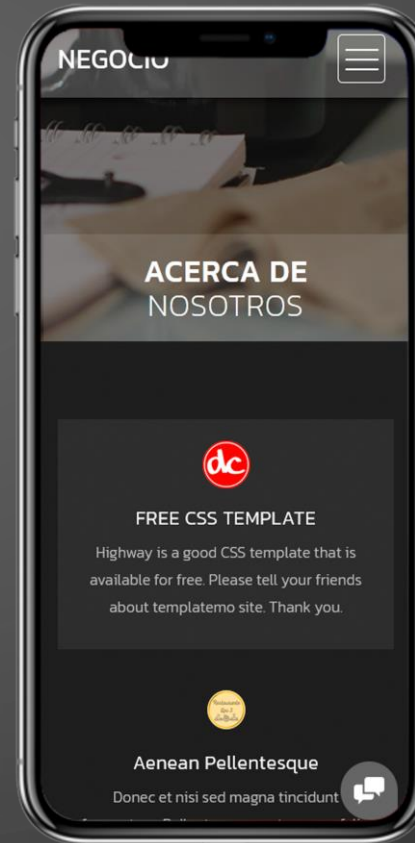 NEGOCIO
ACERCA DE
NOSOTROS
dc
FREE CSS TEMPLATE
Highway is a good CSS template that is
available for free. Please tell your friends
about templatemo site. Thank you.
Aenean Pellentesque
Donec et nisi sed magna tincidunt